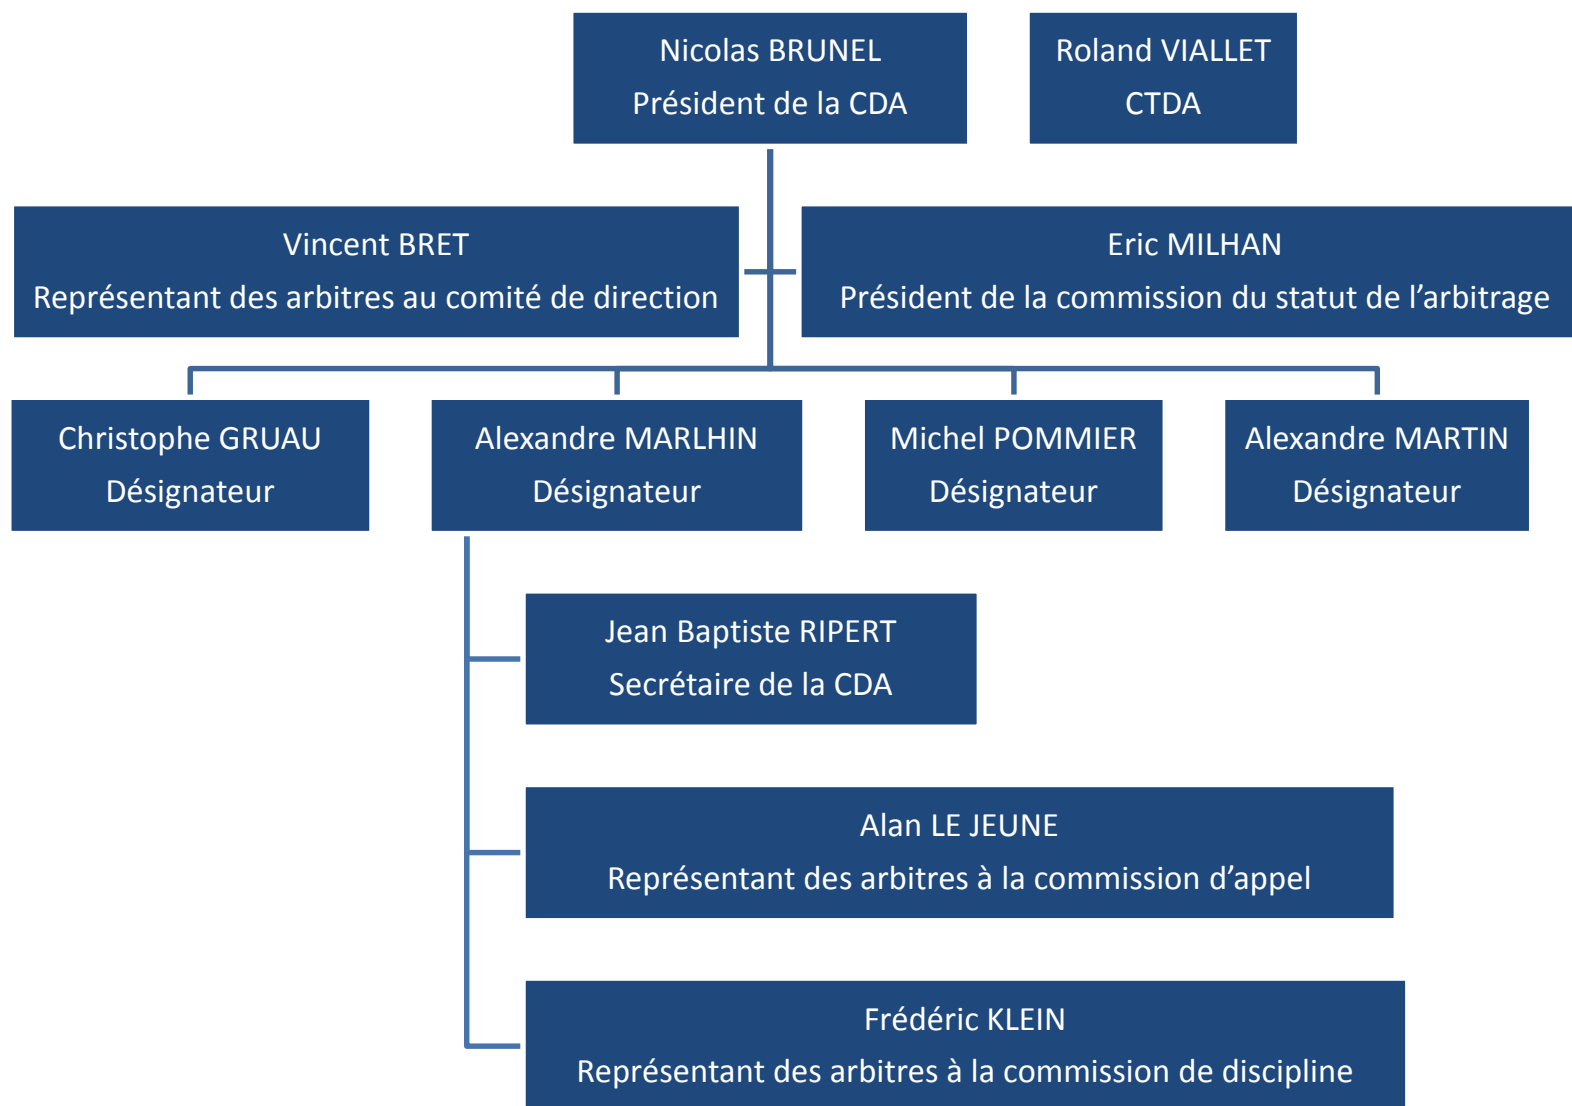 Nicolas BRUNEL
Président de la CDA
Roland VIALLET
CTDA
Vincent BRET
Représentant des arbitres au comité de direction
Eric MILHAN
Président de la commission du statut de l’arbitrage
Christophe GRUAU
Désignateur
Alexandre MARLHIN
Désignateur
Michel POMMIER
Désignateur
Alexandre MARTIN
Désignateur
Jean Baptiste RIPERT
Secrétaire de la CDA
Alan LE JEUNE
Représentant des arbitres à la commission d’appel
Frédéric KLEIN
Représentant des arbitres à la commission de discipline